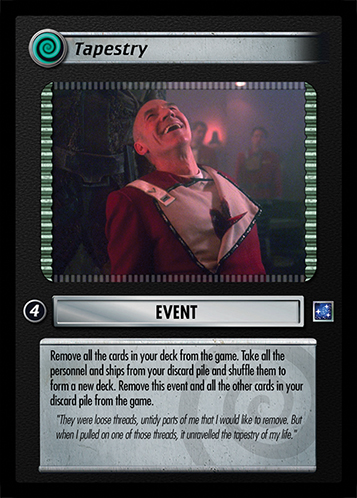 Tapestry
4
EVENT
Remove all the cards in your deck from the game. Take all the
personnel and ships from your discard pile and shuffle them to
form a new deck. Remove this event and all the other cards in your
discard pile from the game.
"They were loose threads, untidy parts of me that I would like to remove. But
when I pulled on one of those threads, it unravelled the tapestry of my life."